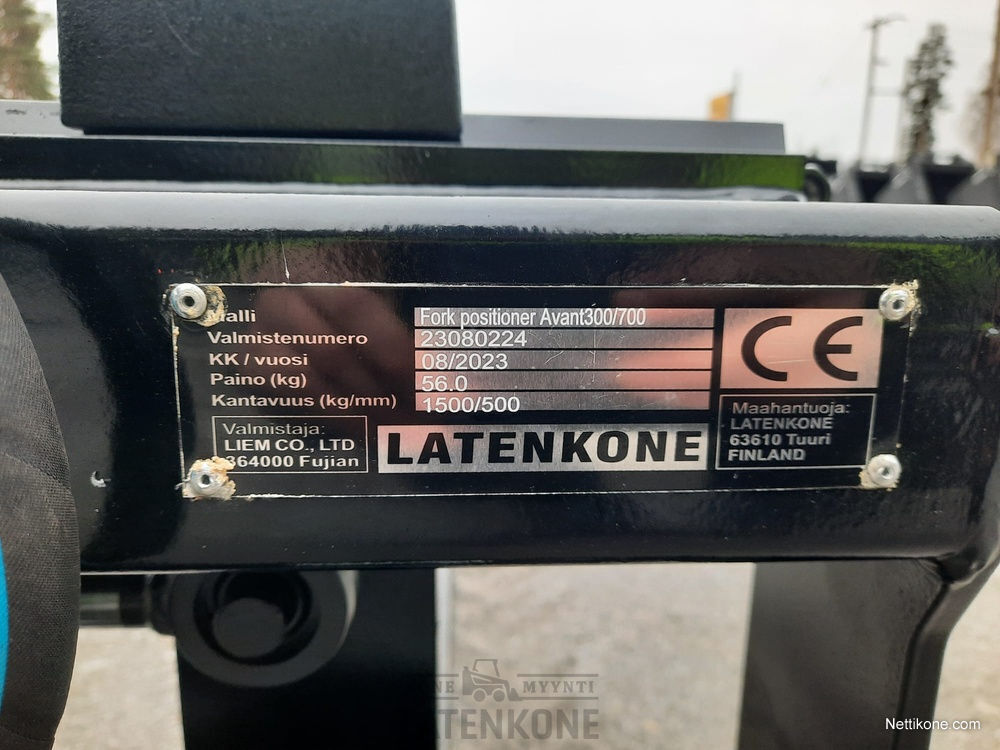 Malli Fork positioner Avant300/700
Valmistenumero 23080224
KK / vuosi 08/2023
Paino (kg) 56.0
Kantavuus (kg/mm) 1500/500
CE
Valmistaja:
LIEM CO., LTD
364000 Fujian
LATENKONE
Maahantuoja:
LATENKONE
63610 Tuuri
FINLAND
MYYNTI
Nettikone.com